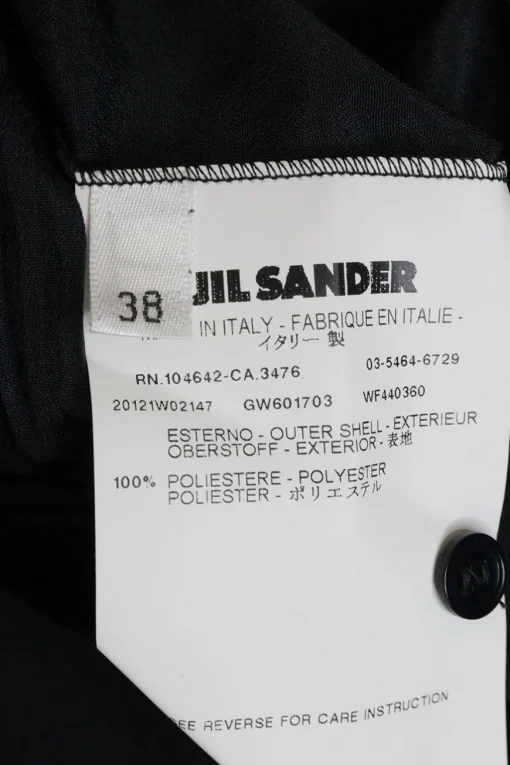 38
JIL SANDER
IN ITALY - FABRIQUE EN ITALIE -
イタリー 製
RN.104642-CA.3476 03-5464-6729
20121W02147 GW601703 WF440360
ESTERNO - OUTER SHELL - EXTERIEUR
OBERSTOFF - EXTERIOR - 表地
100% POLIESTERE - POLYESTER
POLIESTER - ポリエステル
REVERSE FOR CARE INSTRUCTION